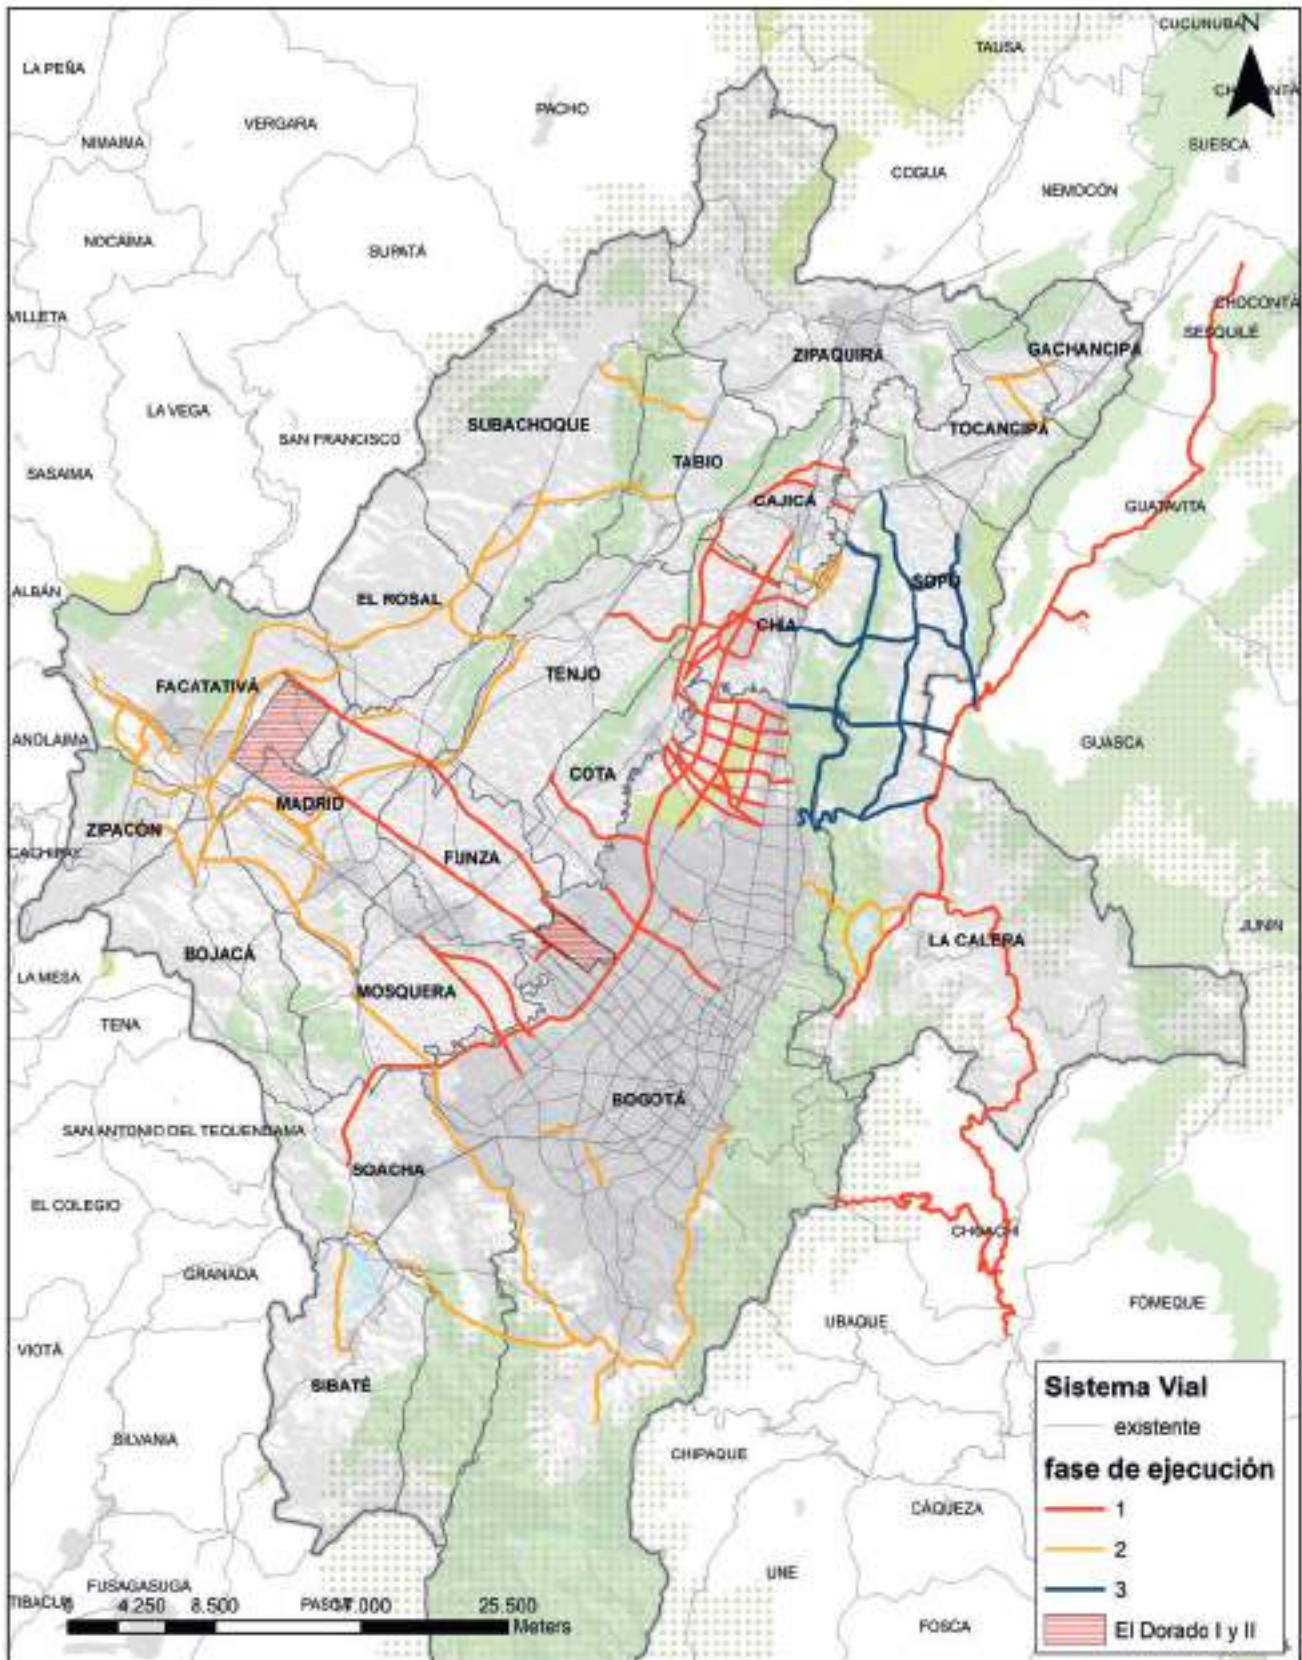 CUCUNUBA
N
TAUSA
LA PEÑA
CHOCONTÁ
PACHO
VERGARA
NIMAIMA
SUESCA
COGUA
NEMOCÓN
NOCAIMA
SUPATÁ
CHOCONTÁ
VILLETA
SESQUILÉ
GACHANCIPA
ZIPAQUIRA
LA VEGA
SUBACHOQUE
TOCANCIPA
SAN FRANCISCO
TABIO
SASAIMA
CAJICÁ
GUATAVITA
SOPÓ
ALBÁN
EL ROSAL
CHIA
TENJO
FACATATIVÁ
ANOLAIMA
GUASCA
COTA
MADRID
ZIPACÓN
CACHIPAY
FUNZA
JUNIN
LA CALERA
BOJACÁ
LA MESA
MOSQUERA
TENA
BOGOTÁ
SAN ANTONIO DEL TEQUENDAMA
SOACHA
EL COLEGIO
CHOACHI
GRANADA
FOMEQUE
UBAQUE
VIOTÁ
SIBATÉ
SILVANIA
CHIPAQUE
CÁQUEZA
UNE
FUSAGASUGA
FOSCA
4.250 8.500 25.500
Meters
Sistema Vial
existente
fase de ejecución
1
2
3
El Dorado I y II